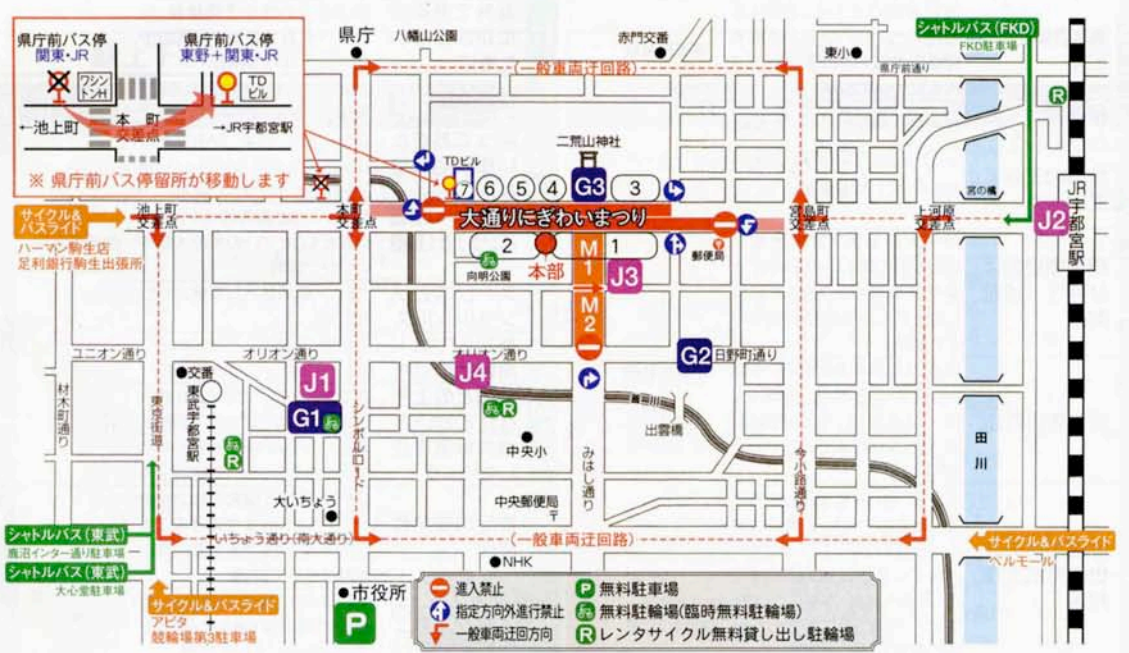 県庁前バス停
関東・JR
県庁前バス停
東野+関東・JR
ワシン
トンH
TD
ビル
本町
交差点
←池上町
→JR宇都宮駅
※ 県庁前バス停留所が移動します
県庁
八幡山公園
赤門交番
東小
シャトルバス(FKD)
FKD駐車場
県庁前通り
(一般車両迂回路)
R
二荒山神社
TDビル
7
6
5
4
G3
3
宮の橋
サイクル&
バスライド
ハーマン駒生店
足利銀行駒生出張所
池上町
交差点
本町
交差点
大通りにぎわいまつり
宮島町
交差点
上河原
交差点
J2
JR宇都宮駅
2
本部
M1
1
郵便局
向明公園
J3
M2
ユニオン通り
オリオン通り
オリオン通り
G2
日野町通り
交番
J1
J4
材木町通り
東京街道
東武宇都宮駅
G1
シンボルロード
R
釜川
出雲橋
R
中央小
みはし通り
今小路通り
田川
大いちょう
中央郵便局
〒
シャトルバス(東武)
鹿沼インター通り駐車場
いちょう通り(南大通り)
(一般車両迂回路)
サイクル&バスライド
ベルモール
シャトルバス(東武)
大心堂駐車場
NHK
サイクル&バスライド
アピタ
競輪場第3駐車場
市役所
P
進入禁止
P 無料駐車場
指定方向外進行禁止
無料駐輪場(臨時無料駐輪場)
一般車両迂回方向
R レンタサイクル無料貸し出し駐輪場